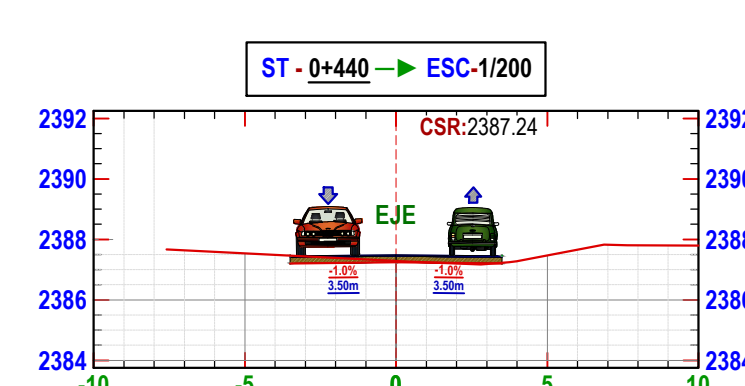 ST - 0+440 ESC-1/200
CSR:2387.24
2392 2392
2390 2390
EJE
2388 2388
-1.0% -1.0%
3.50m 3.50m
2386 2386
2384 2384
-10 -5 0 5 10